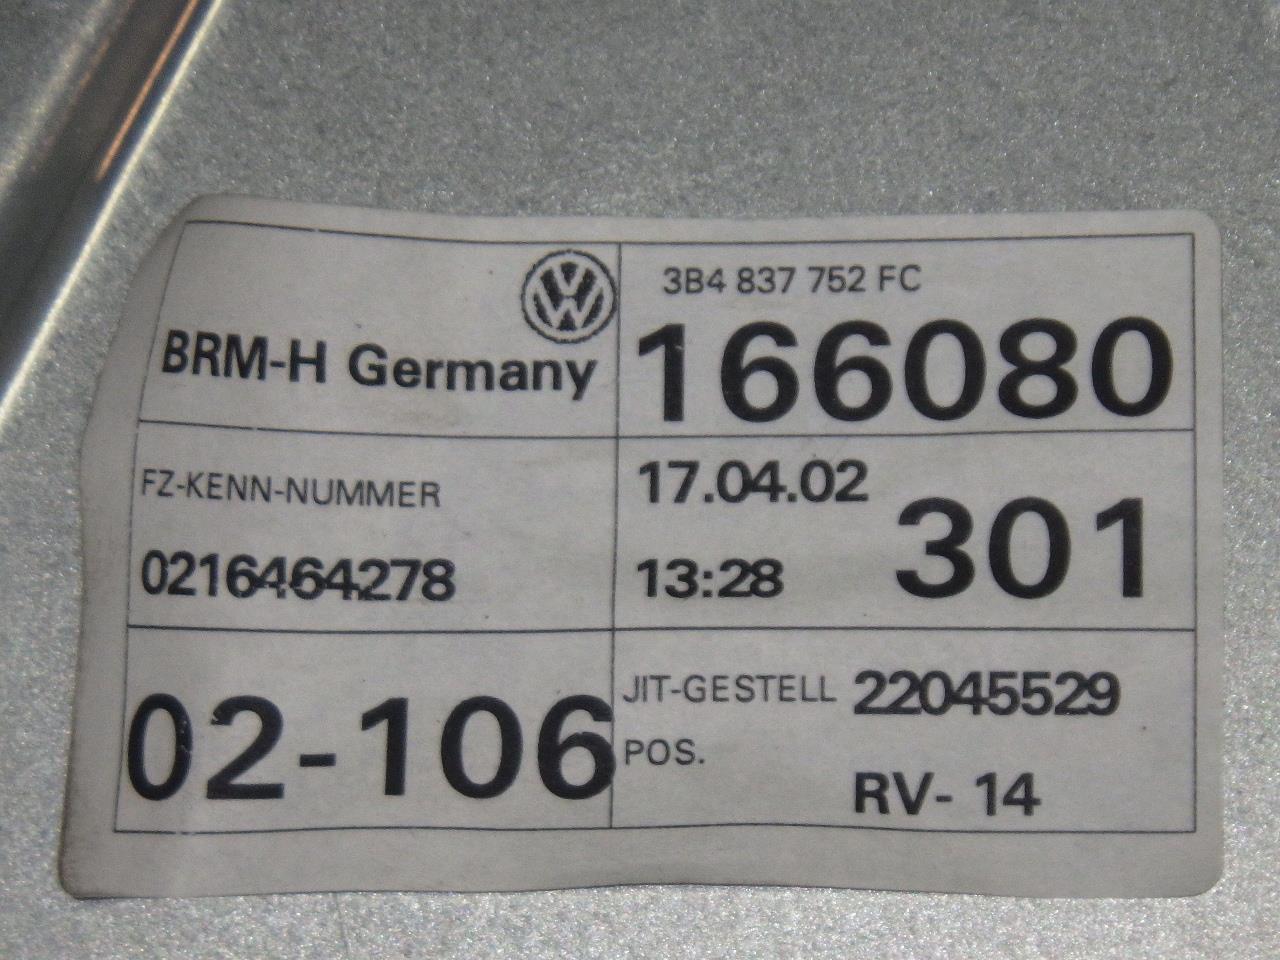 BRM-H Germany
3B4 837 752 FC
166080
FZ-KENN-NUMMER
0216464278
17.04.02
13:28
301
02-106
JIT-GESTELL 22045529
POS.
RV- 14